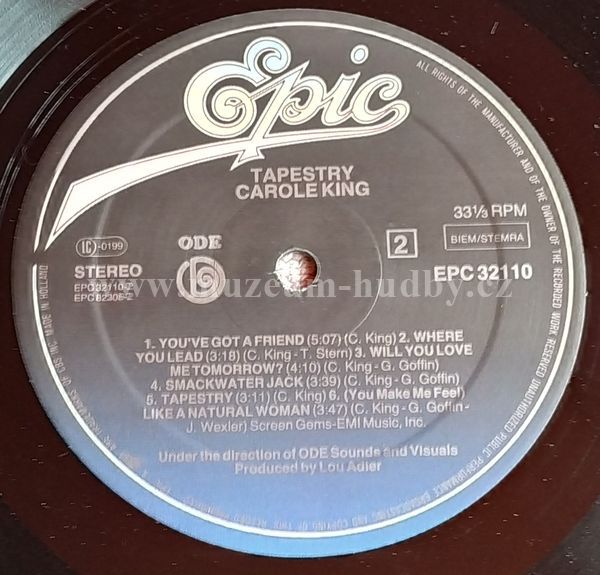 Epic
TAPESTRY
CAROLE KING
33⅓ RPM
LC-0199
ODE
2
BIEM/STEMRA
STEREO
EPC 32110
EPC 32110-2
www.muzeum-hudby.cz
1. YOU'VE GOT A FRIEND (5:07) (C. King) 2. WHERE
YOU LEAD (3:18) (C. King - T. Stern) 3. WILL YOU LOVE
ME TOMORROW? (4:10) (C. King - G. Goffin)
4. SMACKWATER JACK (3:39) (C. King - G. Goffin)
5. TAPESTRY (3:11) (C. King) 6. (You Make Me Feel)
LIKE A NATURAL WOMAN (3:47) (C. King - G. Goffin -
J. Wexler) Screen Gems-EMI Music, Inc.
Under the direction of ODE Sounds and Visuals
Produced by Lou Adler
ALL RIGHTS OF THE MANUFACTURER AND OF THE OWNER OF THE RECORDED WORK RESERVED UNAUTHORIZED PUBLIC PERFORMANCE BROADCASTING AND COPYING OF THIS RECORD PROHIBITED
ARE TRADEMARKS OF CBS INC. MADE IN HOLLAND